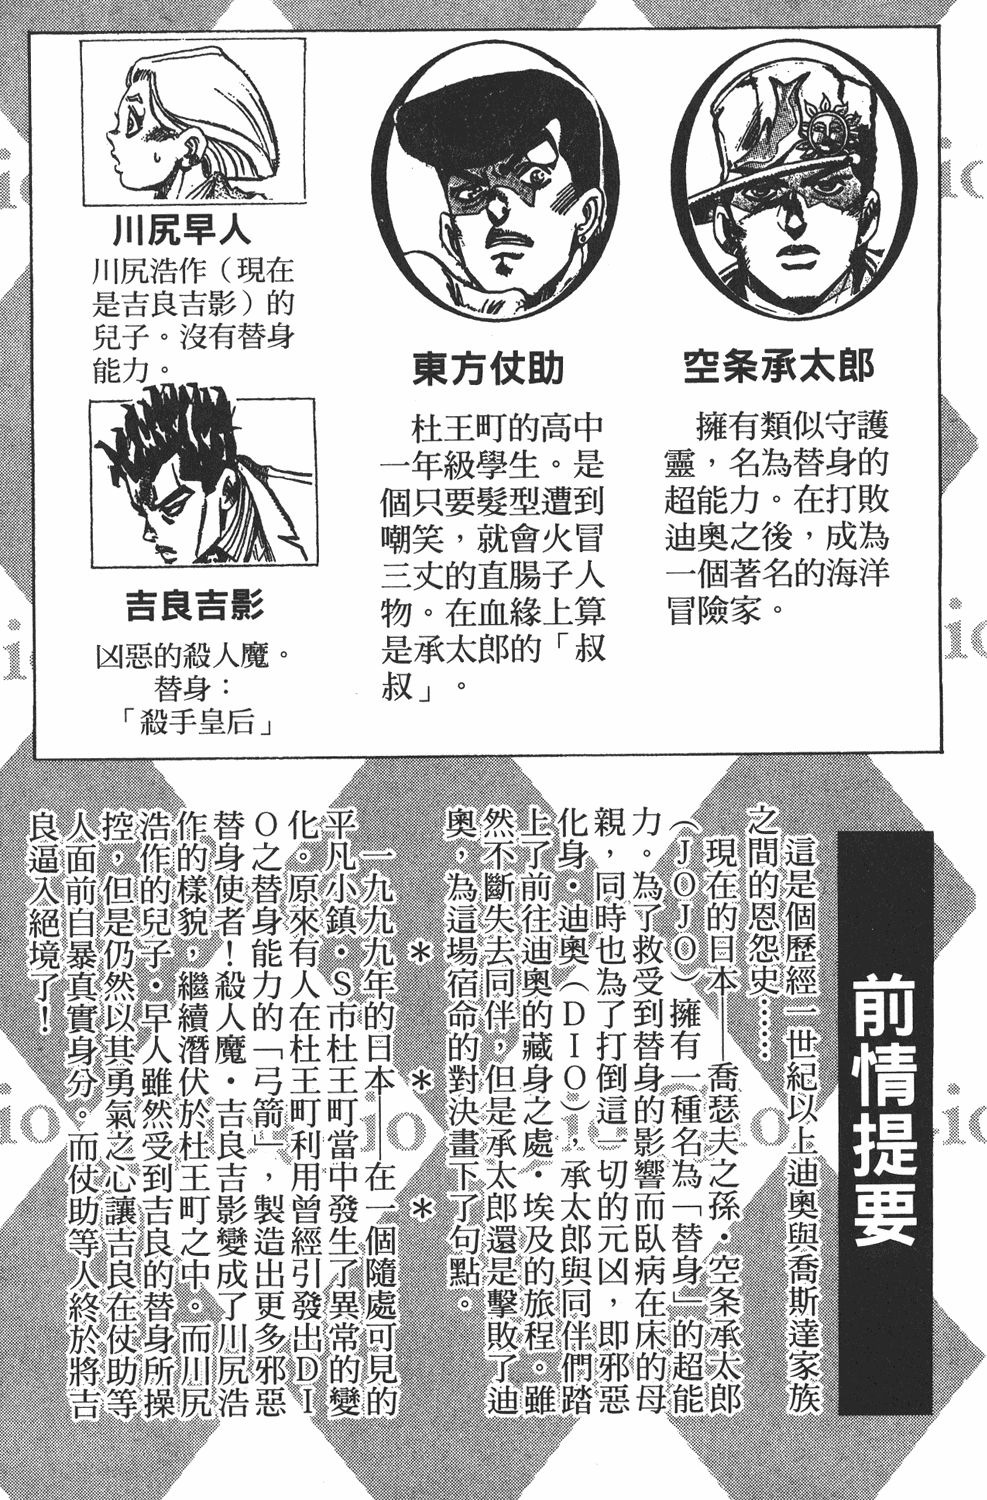 空条承太郎
擁有類似守護
靈，名為替身的
超能力。在打敗
迪奧之後，成為
一個著名的海洋
冒險家。
東方仗助
杜王町的高中
一年級學生。是
個只要髮型遭到
嘲笑，就會火冒
三丈的直腸子人
物。在血緣上算
是承太郎的「叔
叔」。
川尻早人
川尻浩作（現在
是吉良吉影）的
兒子。沒有替身
能力。
吉良吉影
凶惡的殺人魔。
替身：
「殺手皇后」
前情提要
這是個歷經一世紀以上迪奧與喬斯達家族
之間的恩怨史……
現在的日本──喬瑟夫之孫・空条承太郎
（JOJO）擁有一種名為「替身」的超能
力。為了救受到替身的影響而臥病在床的母
親，同時也為了打倒這一切的元凶，即邪惡
化身・迪奧（DIO），承太郎與同伴們踏
上了前往迪奧的藏身之處・埃及的旅程。雖
然不斷失去同伴，但是承太郎還是擊敗了迪
奧，為這場宿命的對決畫下了句點。
＊　＊　＊
一九九九年的日本──在一個隨處可見的
平凡小鎮・S市杜王町當中發生了異常的變
化。原來有人在杜王町利用曾經引發出DI
O之替身能力的「弓箭」，製造出更多邪惡
替身使者！殺人魔・吉良吉影變成了川尻浩
作的樣貌，繼續潛伏於杜王町之中。而川尻
浩作的兒子・早人雖然受到吉良的替身所操
控，但是仍然以其勇氣之心讓吉良在仗助等
人面前自暴真實身分。而仗助等人終於將吉
良逼入絕境了！